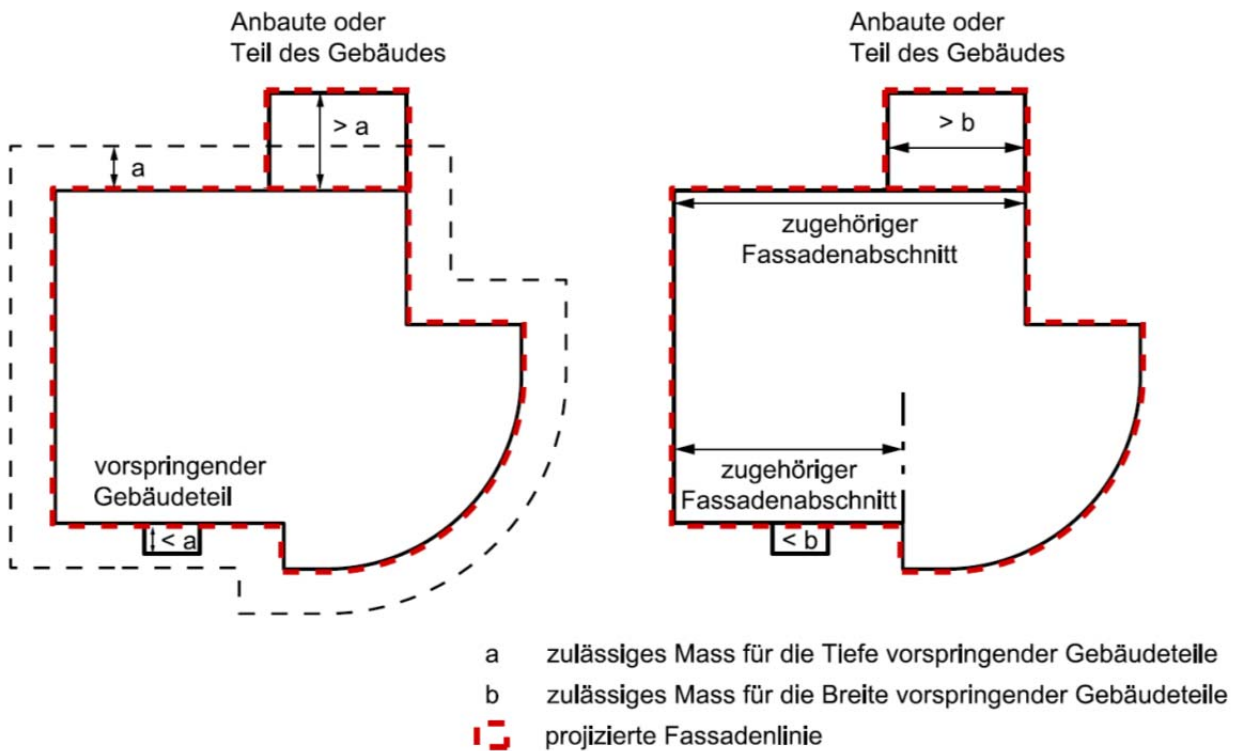 Anbaute oder
Teil des Gebäudes
> a
a
vorspringender
Gebäudeteil
< a
Anbaute oder
Teil des Gebäudes
> b
zugehöriger
Fassadenabschnitt
zugehöriger
Fassadenabschnitt
< b
a zulässiges Mass für die Tiefe vorspringender Gebäudeteile
b zulässiges Mass für die Breite vorspringender Gebäudeteile
projizierte Fassadenlinie